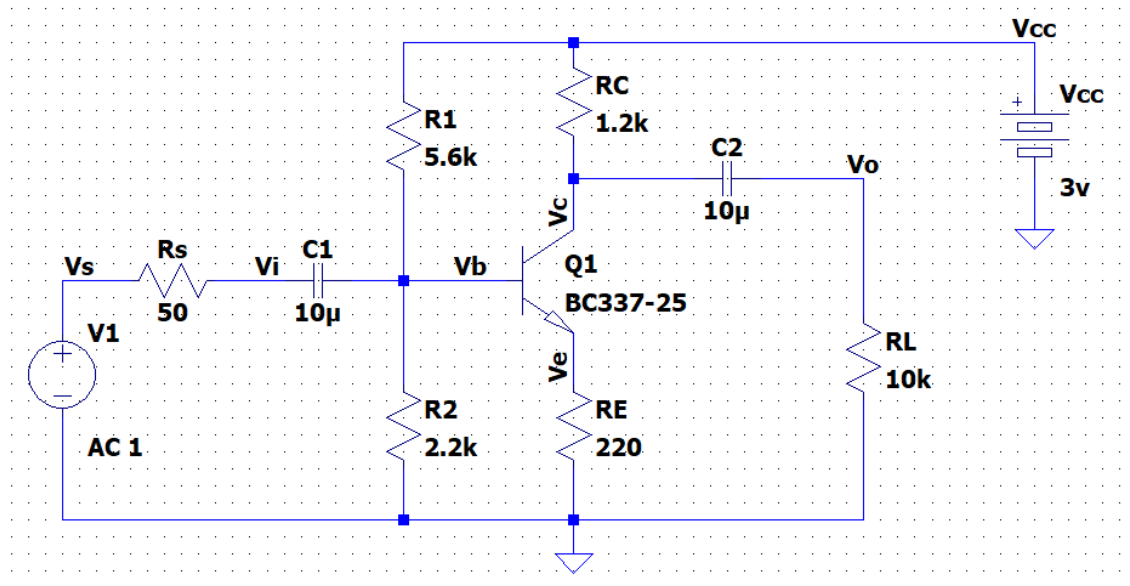 Vcc
RC
1.2k
R1
5.6k
+
Vcc
3v
C2
10µ
Vo
Vc
Rs
50
Vs
Vi
C1
10µ
Vb
Q1
BC337-25
V1
AC 1
Ve
R2
2.2k
RE
220
RL
10k